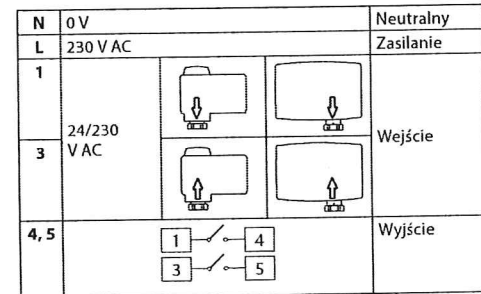 N 0 V Neutralny
L 230 V AC Zasilanie
1
24/230
V AC
Wejście
3
4, 5 Wyjście
1 4
3 5